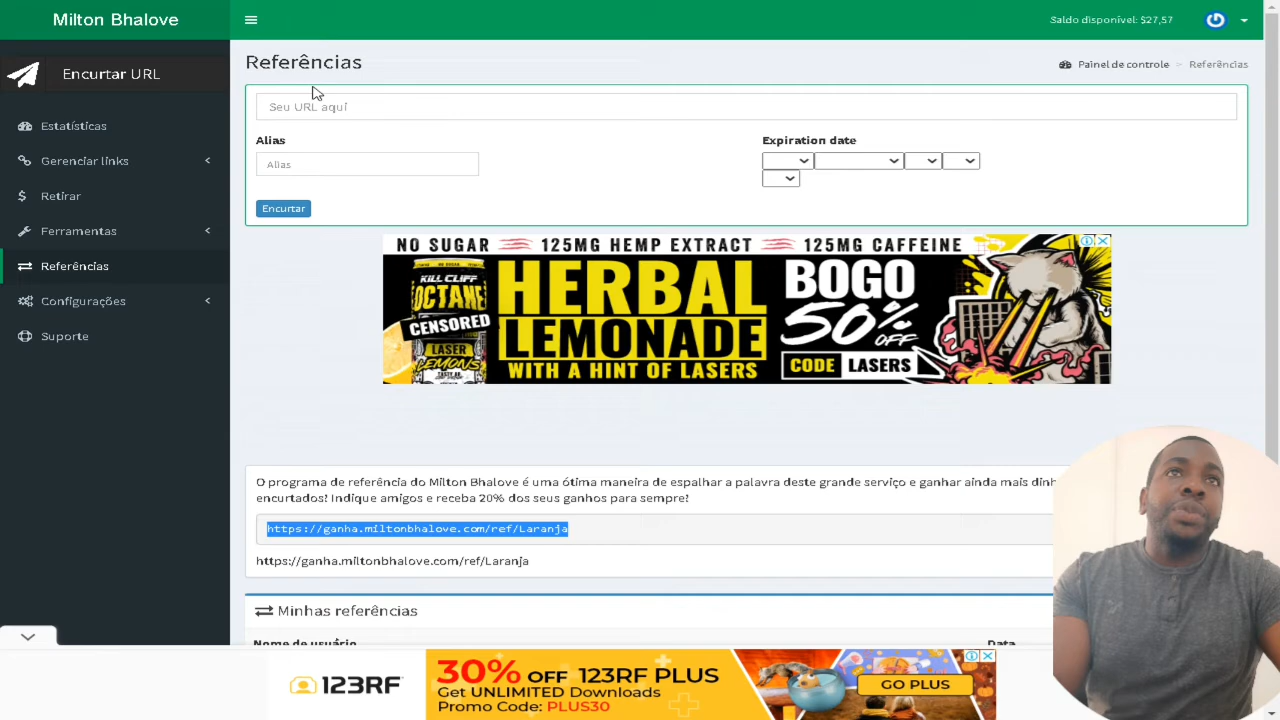 Milton Bhalove
Saldo disponível: $27,57
Encurtar URL
Estatísticas
Gerenciar links
Retirar
Ferramentas
Referências
Configurações
Suporte
Referências
Painel de controle > Referências
Seu URL aqui
Alias
Expiration date
Alias
Encurtar
NO SUGAR 125MG HEMP EXTRACT 125MG CAFFEINE
KILL CLIFF
OCTANE
CENSORED
LASER
LEMONS
HERBAL
LEMONADE
WITH A HINT OF LASERS
BOGO
50% OFF
CODE LASERS
O programa de referência do Milton Bhalove é uma ótima maneira de espalhar a palavra deste grande serviço e ganhar ainda mais dinh
encurtados! Indique amigos e receba 20% dos seus ganhos para sempre!
https://ganha.miltonbhalove.com/ref/Laranja
https://ganha.miltonbhalove.com/ref/Laranja
Minhas referências
Nome de usuário Data
123RF
30% OFF 123RF PLUS
Get UNLIMITED Downloads
Promo Code: PLUS30
GO PLUS